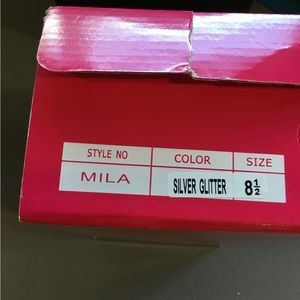 STYLE NO COLOR SIZE
MILA SILVER GLITTER 8½